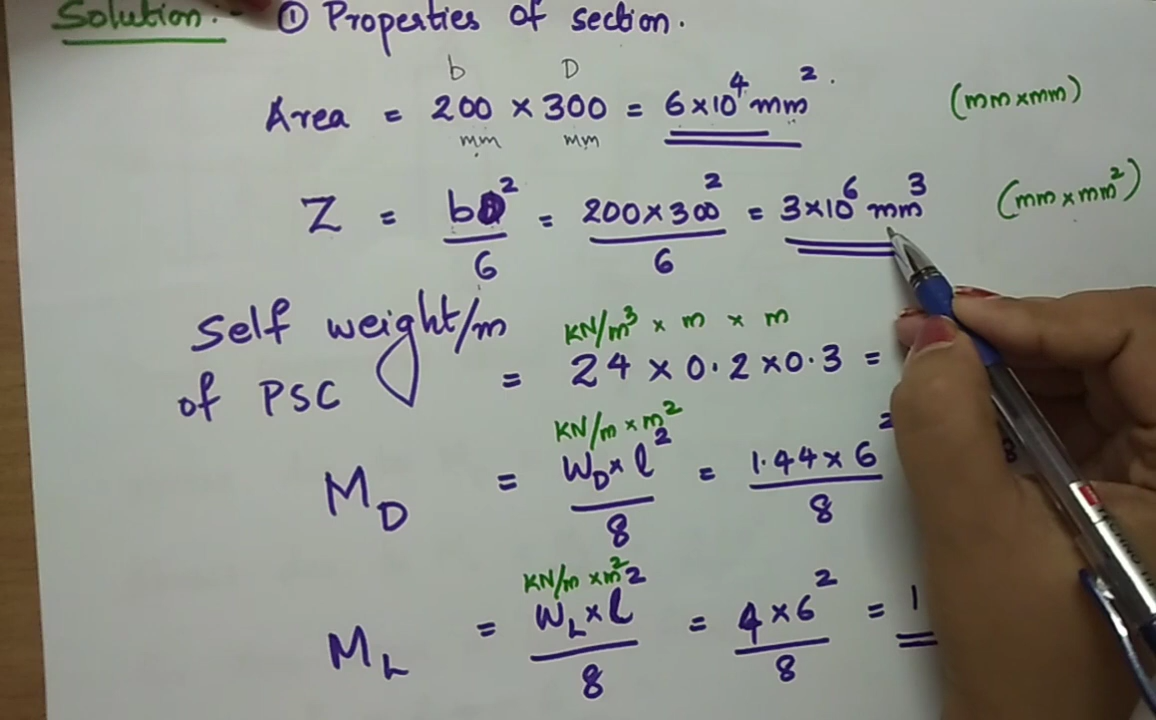 Solution:- ① Properties of section.
b D
Area = 200 × 300 = 6×10⁴ mm². (mm×mm)
mm mm
Z = bD²/6 = 200×300²/6 = 3×10⁶ mm³ (mm×mm²)
KN/m³ × m × m
Self weight/m of PSC = 24 × 0.2 × 0.3 =
KN/m × m²
M_D = W_D × l²/8 = 1.44 × 6²/8
KN/m × m²
M_L = W_L × l²/8 = 4×6²/8 = 1